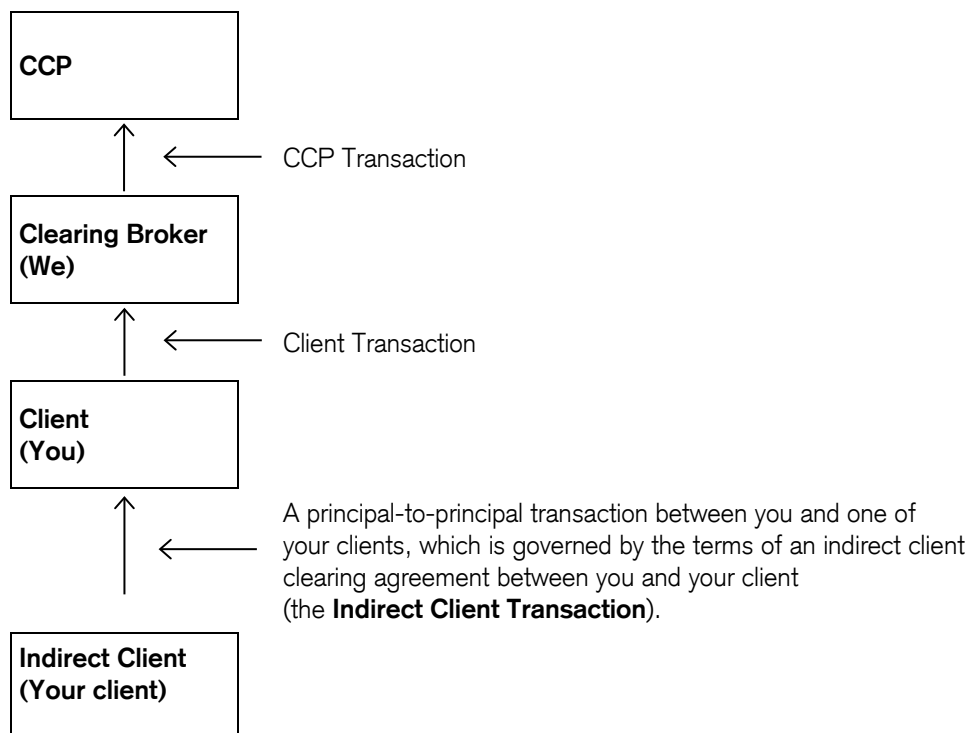 CCP
CCP Transaction
Clearing Broker
(We)
Client Transaction
Client
(You)
A principal-to-principal transaction between you and one of
your clients, which is governed by the terms of an indirect client
clearing agreement between you and your client
(the Indirect Client Transaction).
Indirect Client
(Your client)